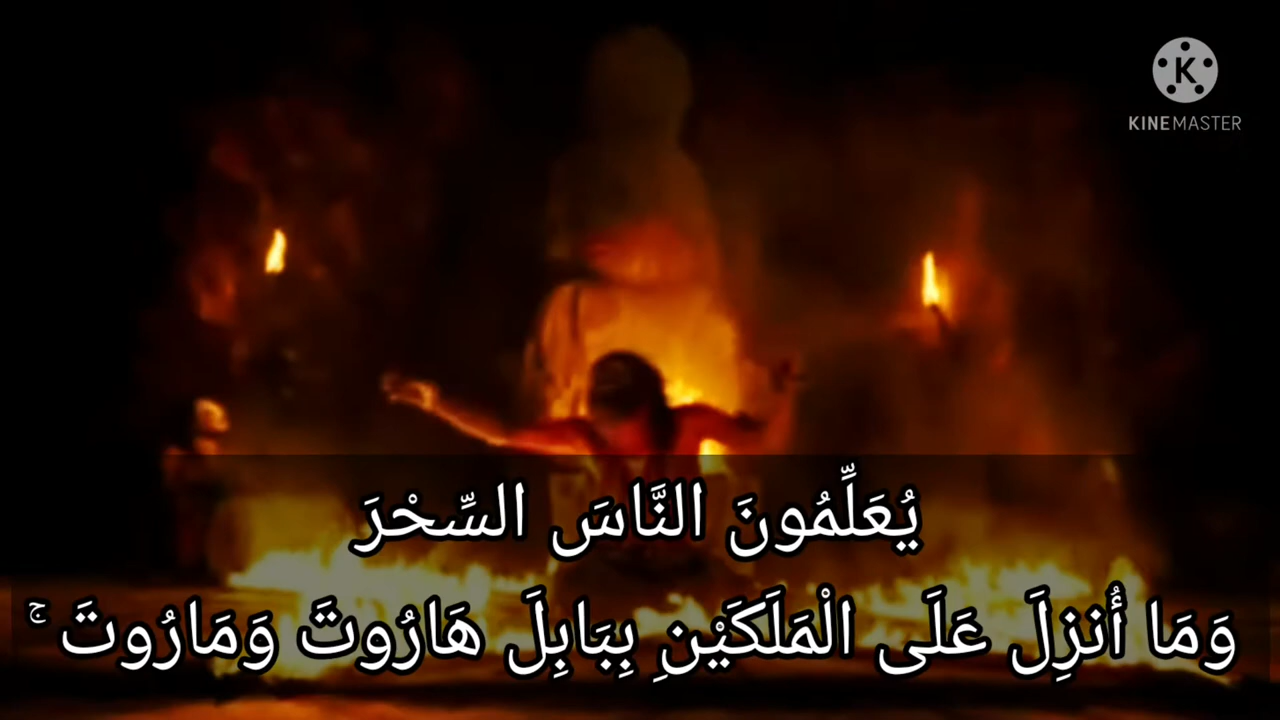 KINEMASTER
يُعَلِّمُونَ النَّاسَ السِّحْرَ
وَمَا أُنزِلَ عَلَى الْمَلَكَيْنِ بِبَابِلَ هَارُوتَ وَمَارُوتَ ۚ